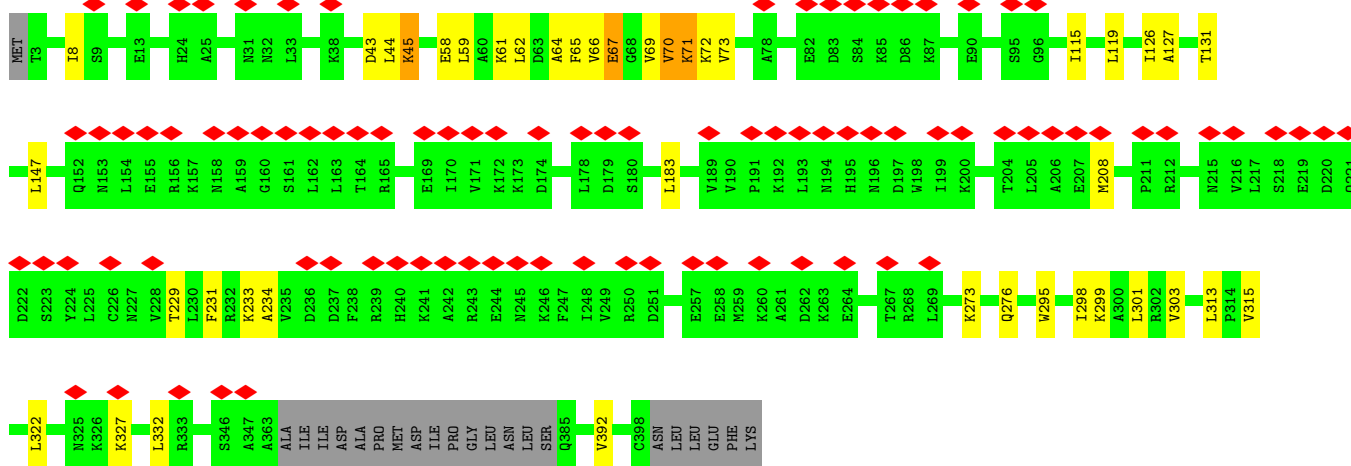 MET T3 I8 S9 E13 H24 A25 N31 N32 L33 K38 D43 L44 K45 E58 L59 A60 K61 L62 D63 A64 F65 V66 E67 G68 V69 V70 K71 K72 V73 A78 E82 D83 S84 K85 D86 K87 E90 S95 G96 I115 L119 I126 A127 T131
L147 Q152 N153 L154 E155 R156 K157 N158 A159 G160 S161 L162 L163 T164 R165 E169 I170 V171 K172 K173 D174 L178 D179 S180 L183 V189 V190 P191 K192 L193 N194 H195 N196 D197 W198 I199 K200 T204 L205 A206 E207 M208 P211 R212 N215 V216 L217 S218 E219 D220
D222 S223 Y224 L225 C226 N227 V228 T229 L230 F231 R232 K233 A234 V235 D236 D237 F238 R239 H240 K241 A242 R243 E244 N245 K246 F247 I248 V249 R250 D251 E257 E258 M259 K260 A261 D262 K263 E264 T267 R268 L269 K273 Q276 W295 I298 K299 A300 L301 R302 V303 L313 P314 V315
L322 N325 K326 K327 L332 R333 S346 A347 A363 ALA ILE ILE ASP ALA PRO MET ASP ILE PRO GLY LEU ASN LEU SER Q385 V392 C398 ASN LEU LEU GLU PHE LYS